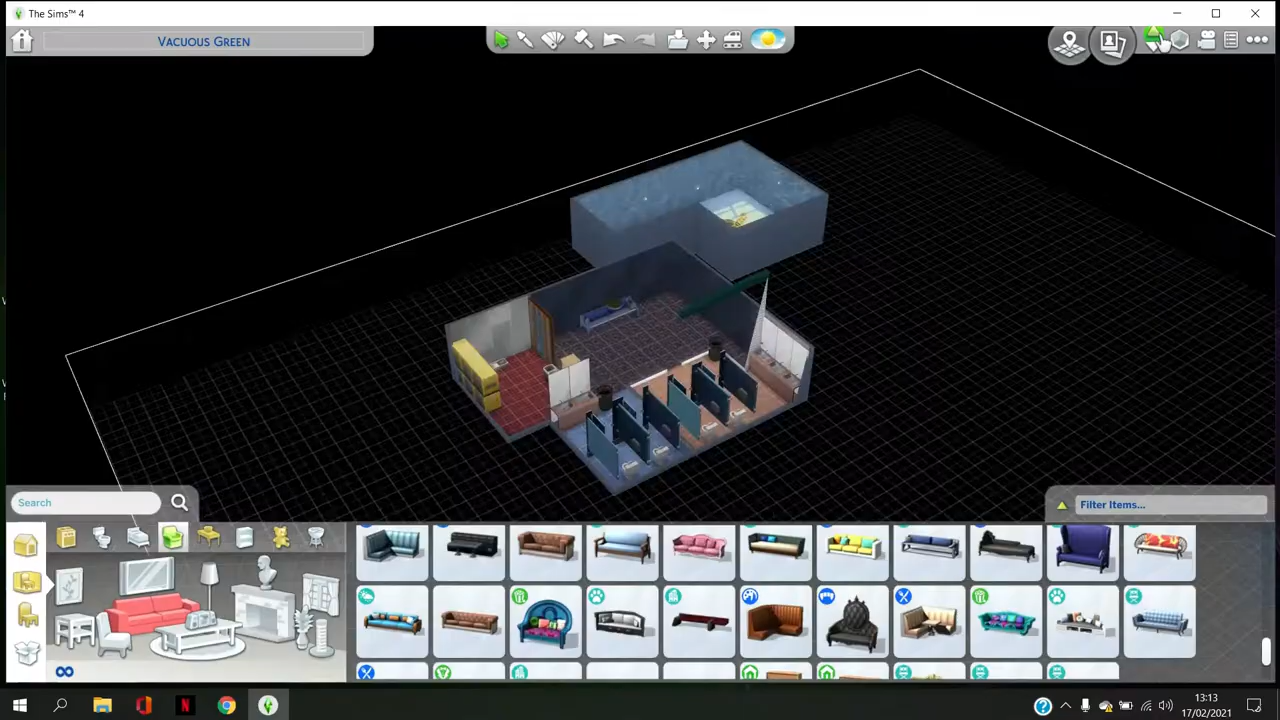 The Sims™ 4
Vacuous Green
Search
Filter Items...
13:13
17/02/2021